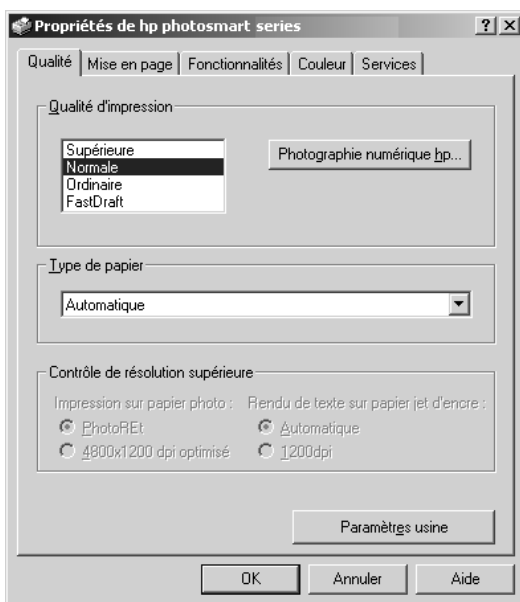 Propriétés de hp photosmart series
Qualité Mise en page Fonctionnalités Couleur Services
Qualité d'impression
Supérieure
Normale
Ordinaire
FastDraft
Photographie numérique hp...
Type de papier
Automatique
Contrôle de résolution supérieure
Impression sur papier photo : Rendu de texte sur papier jet d'encre :
PhotoREt Automatique
4800x1200 dpi optimisé 1200dpi
Paramètres usine
OK Annuler Aide